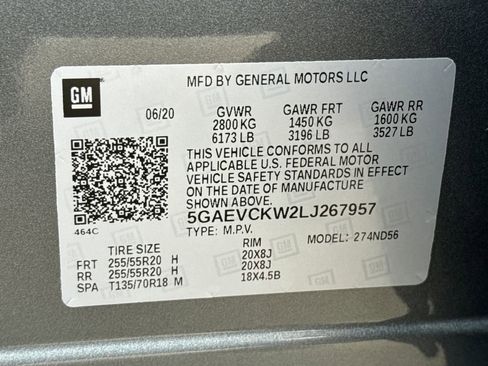 GM
MFD BY GENERAL MOTORS LLC
06/20 GVWR GAWR FRT GAWR RR
2800 KG 1450 KG 1600 KG
6173 LB 3196 LB 3527 LB
THIS VEHICLE CONFORMS TO ALL
APPLICABLE U.S. FEDERAL MOTOR
VEHICLE SAFETY STANDARDS IN EFFECT
ON THE DATE OF MANUFACTURE
SHOWN ABOVE.
464C 5GAEVCKW2LJ267957
TYPE: M.P.V. MODEL: 274ND56
TIRE SIZE RIM
FRT 255/55R20 H 20X8J
RR 255/55R20 H 20X8J
SPA T135/70R18 M 18X4.5B